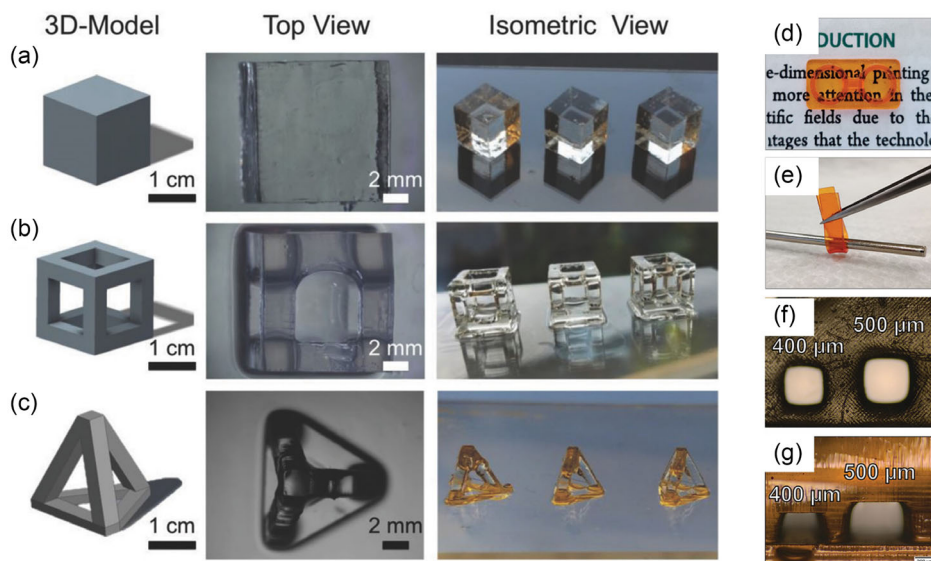 3D-Model
Top View
Isometric View
(a)
1 cm
2 mm
(b)
1 cm
2 mm
(c)
1 cm
2 mm
(d)
DUCTION
e-dimensional printing
more attention in the
tific fields due to the
ntages that the technolo
(e)
(f)
400 µm
500 µm
(g)
400 µm
500 µm